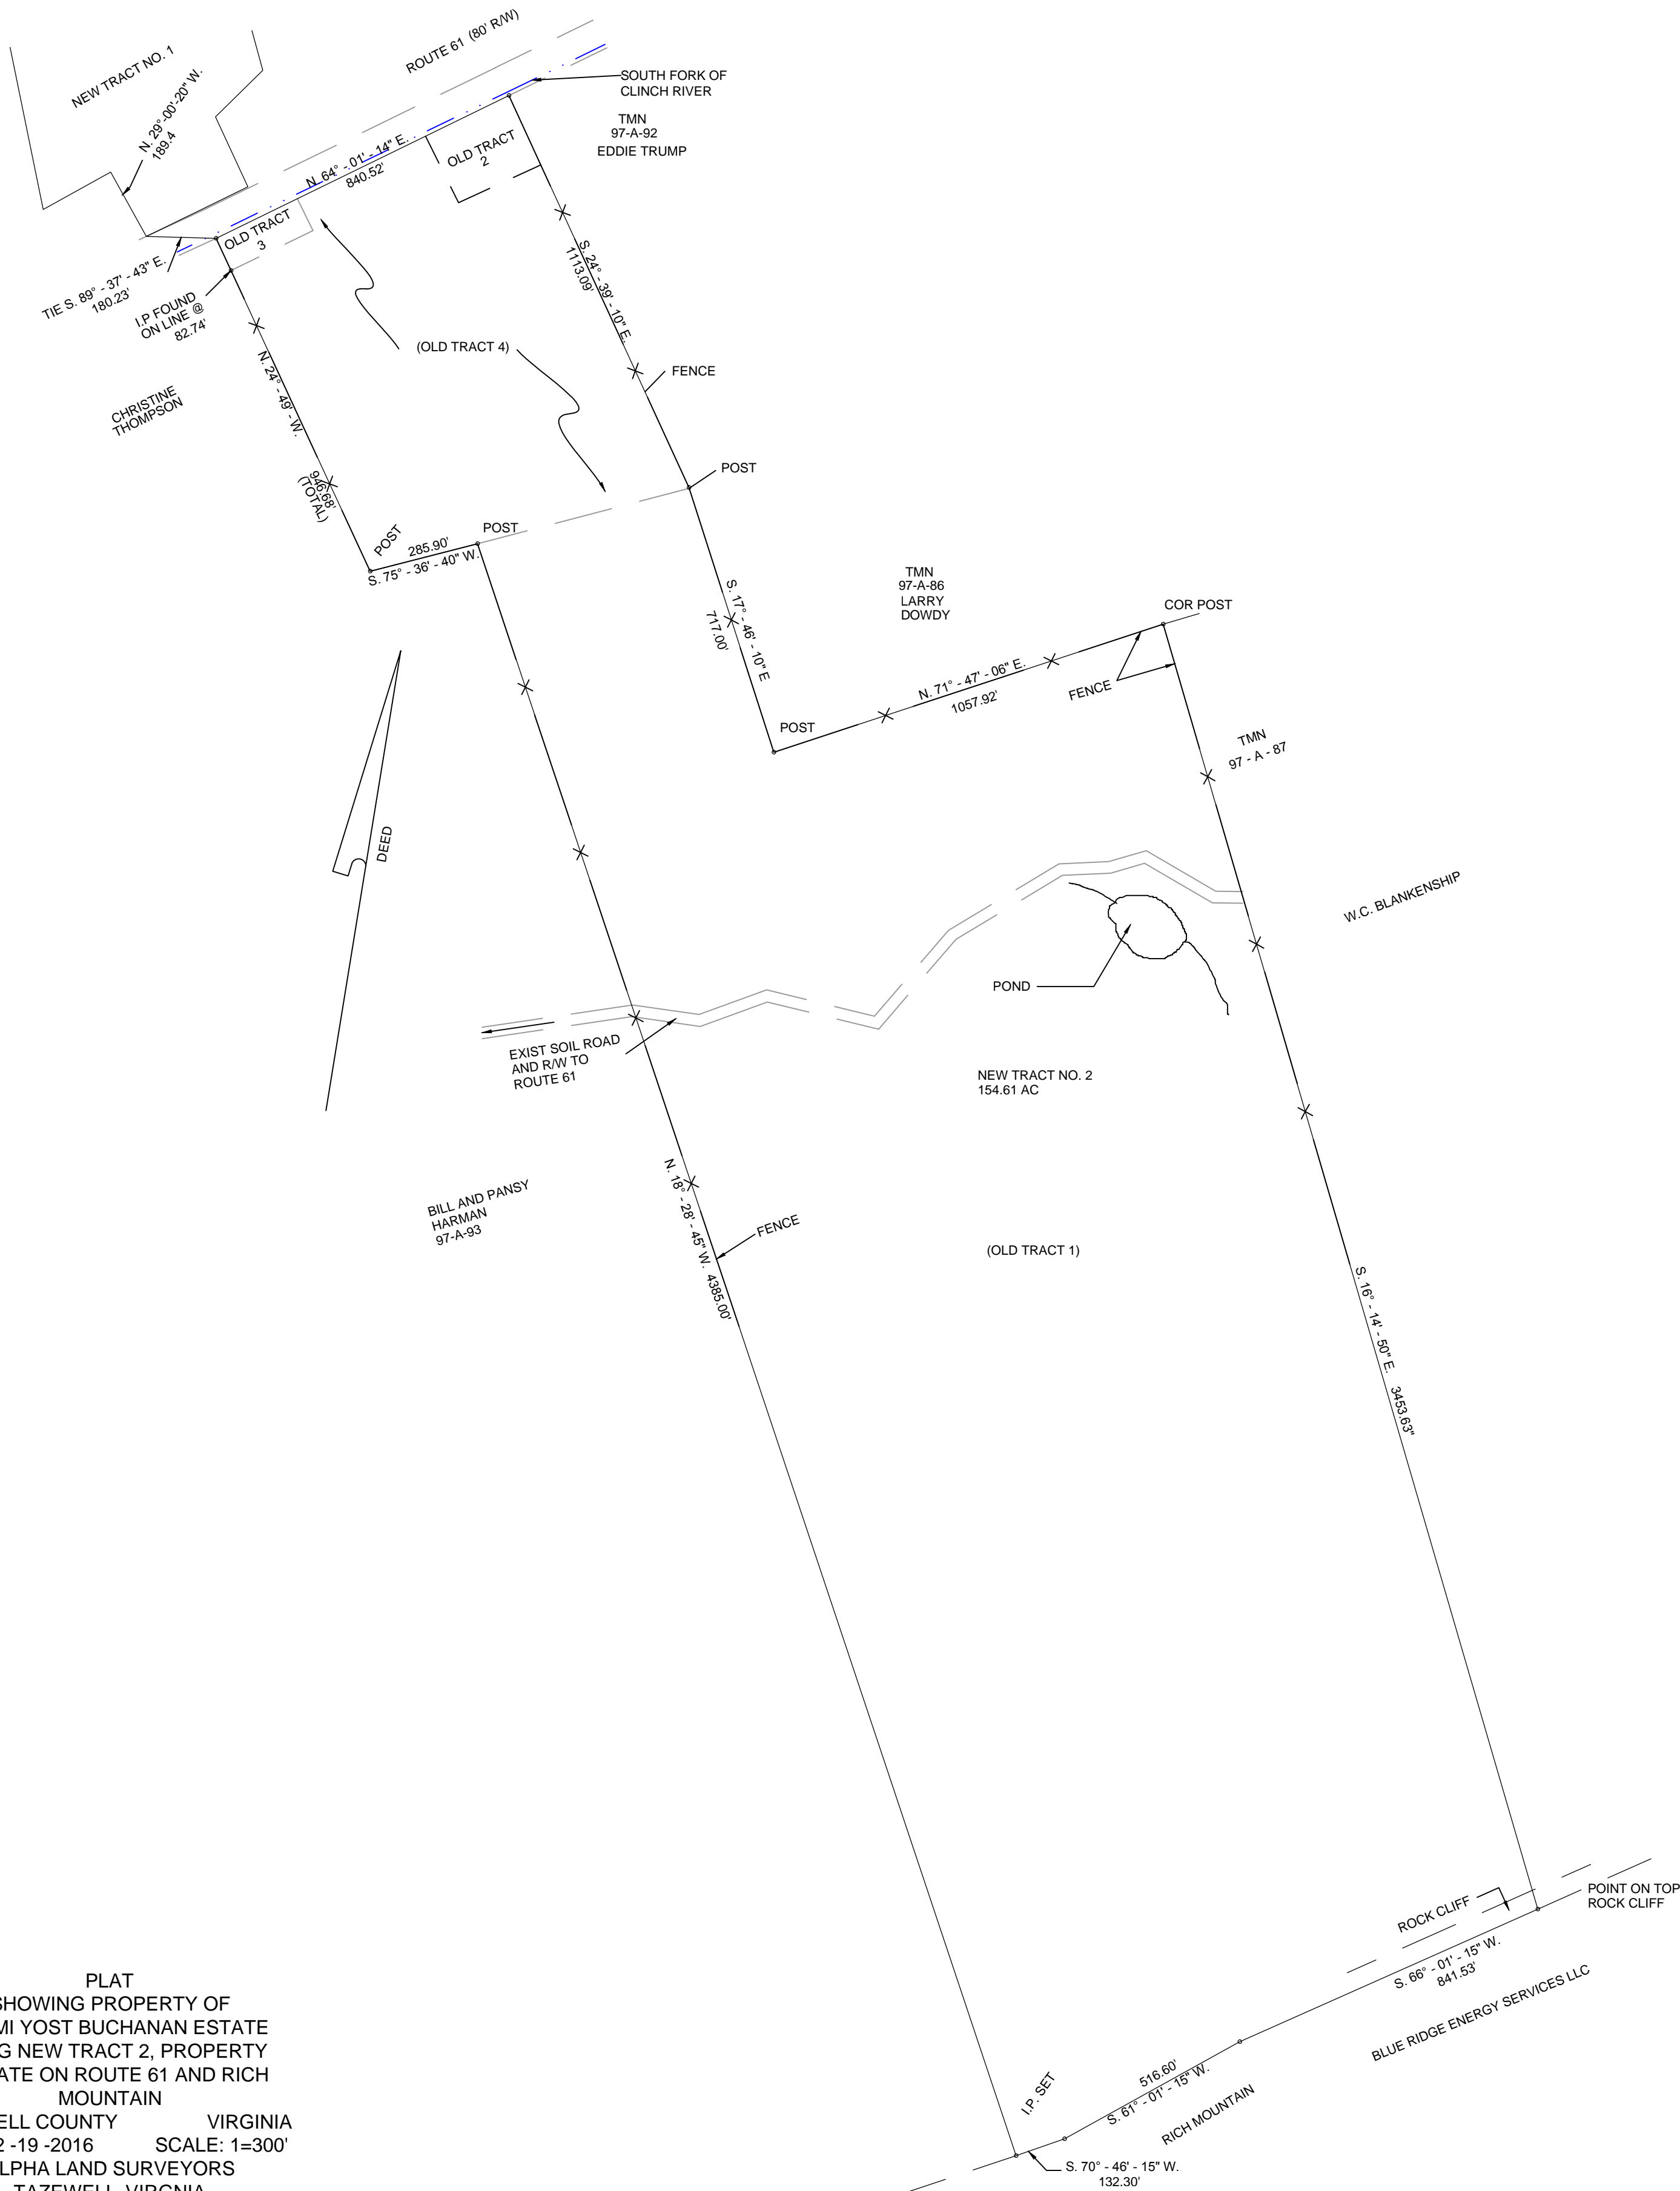 NEW TRACT NO. 1
N. 29°-00'-20" W.
189.4
ROUTE 61 (80' R/W)
SOUTH FORK OF
CLINCH RIVER
TMN
97-A-92
EDDIE TRUMP
OLD TRACT
2
N. 64° - 01' - 14" E.
840.52'
OLD TRACT
3
TIE S. 89° - 37' - 43" E.
180.23'
I.P FOUND
ON LINE @
82.74'
S. 24° - 39' - 10" E.
1113.09'
(OLD TRACT 4)
FENCE
CHRISTINE
THOMPSON
N. 24° - 49' - W.
946.68'
(TOTAL)
POST
POST
POST
285.90'
S. 75° - 36' - 40" W.
S. 17° - 46' - 10" E
717.00'
TMN
97-A-86
LARRY
DOWDY
COR POST
N. 71° - 47' - 06" E.
1057.92'
FENCE
POST
TMN
97 - A - 87
DEED
W.C. BLANKENSHIP
POND
EXIST SOIL ROAD
AND R/W TO
ROUTE 61
NEW TRACT NO. 2
154.61 AC
BILL AND PANSY
HARMAN
97-A-93
N. 18° - 28' - 45" W. 4385.00'
FENCE
(OLD TRACT 1)
S. 16° - 14' - 50" E. 3453.63"
POINT ON TOP
ROCK CLIFF
ROCK CLIFF
S. 66° - 01' - 15" W.
841.53'
BLUE RIDGE ENERGY SERVICES LLC
I.P. SET
516.60'
S. 61° - 01' - 15" W.
RICH MOUNTAIN
S. 70° - 46' - 15" W.
132.30'
PLAT
SHOWING PROPERTY OF
MI YOST BUCHANAN ESTATE
G NEW TRACT 2, PROPERTY
ATE ON ROUTE 61 AND RICH
MOUNTAIN
ELL COUNTY VIRGINIA
2 -19 -2016 SCALE: 1=300'
LPHA LAND SURVEYORS
TAZEWELL, VIRGNIA